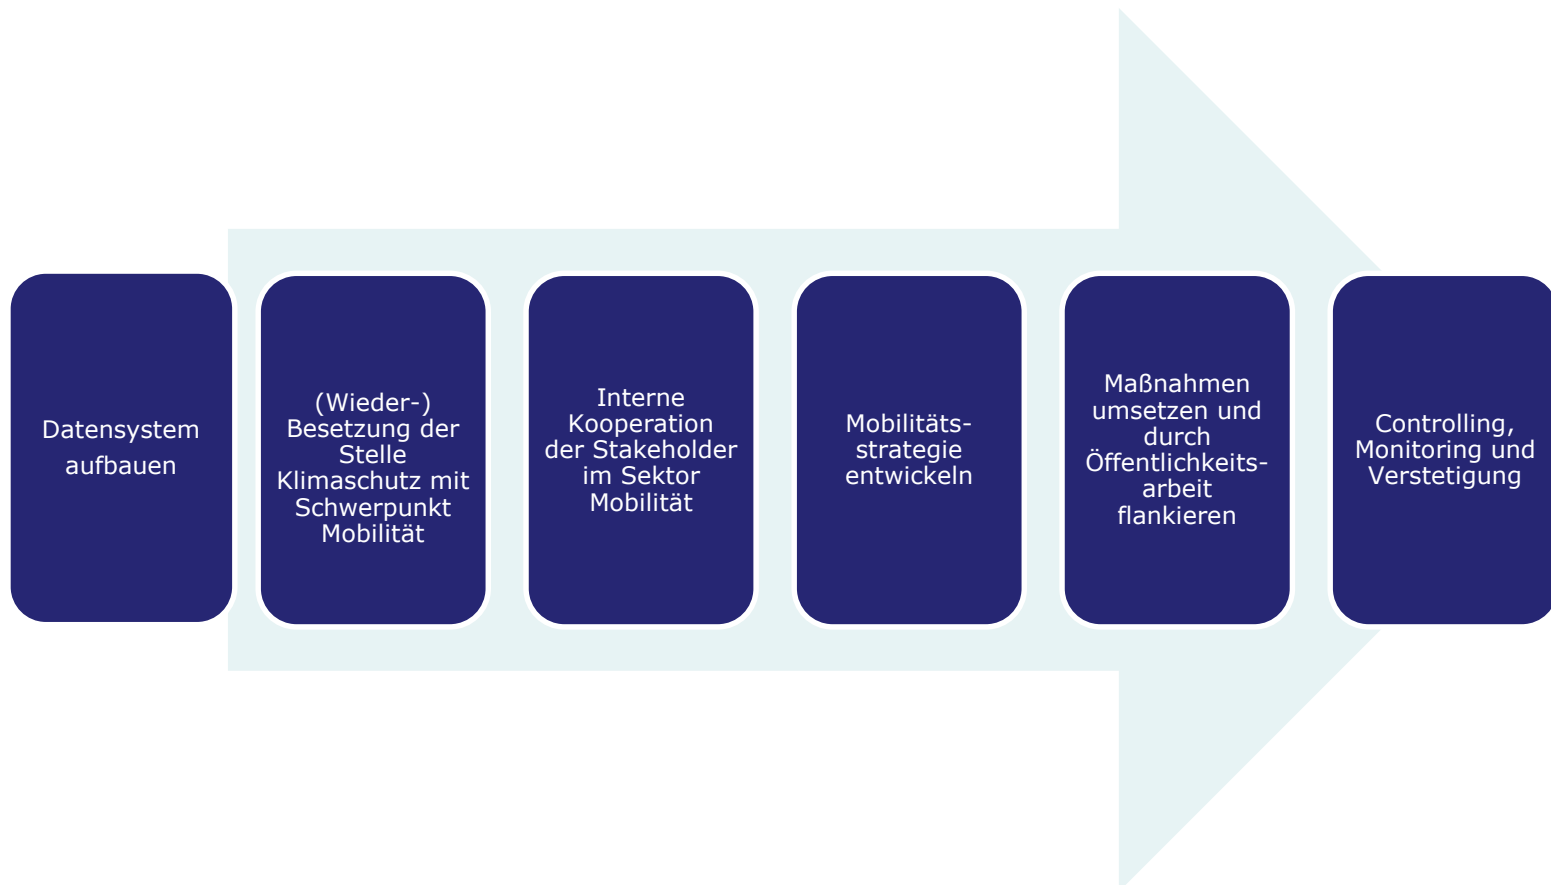 Datensystem
aufbauen
(Wieder-)
Besetzung der
Stelle
Klimaschutz mit
Schwerpunkt
Mobilität
Interne
Kooperation
der Stakeholder
im Sektor
Mobilität
Mobilitäts-
strategie
entwickeln
Maßnahmen
umsetzen und
durch
Öffentlichkeits-
arbeit
flankieren
Controlling,
Monitoring und
Verstetigung